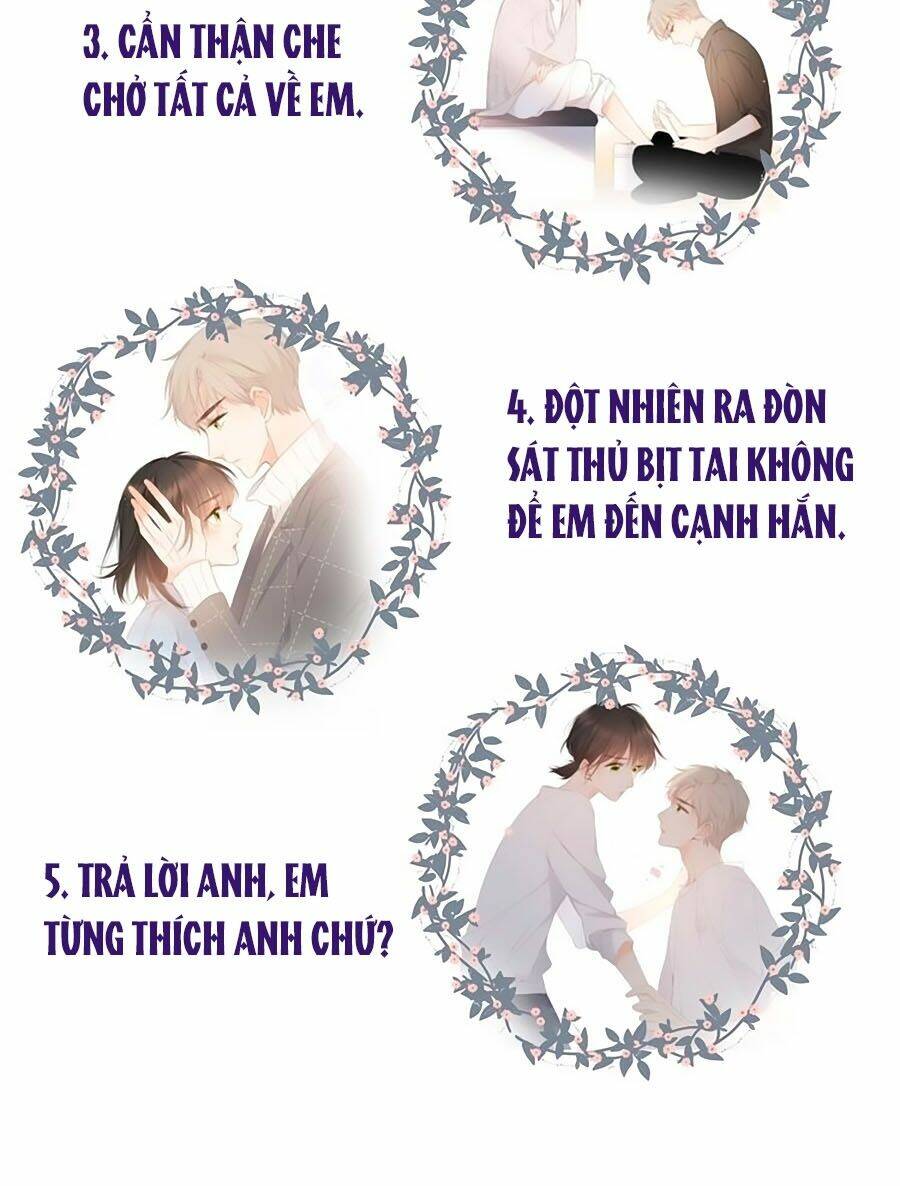 3. CẨN THẬN CHE
CHỞ TẤT CẢ VỀ EM.
4. ĐỘT NHIÊN RA ĐÒN
SÁT THỦ BỊT TAI KHÔNG
ĐỂ EM ĐẾN CẠNH HẮN.
5. TRẢ LỜI ANH, EM
TỪNG THÍCH ANH CHỨ?